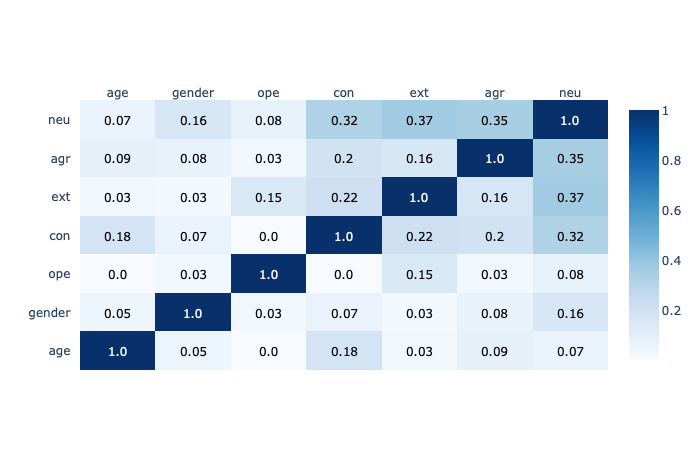 age gender ope con ext agr neu
neu 0.07 0.16 0.08 0.32 0.37 0.35 1.0
agr 0.09 0.08 0.03 0.2 0.16 1.0 0.35
ext 0.03 0.03 0.15 0.22 1.0 0.16 0.37
con 0.18 0.07 0.0 1.0 0.22 0.2 0.32
ope 0.0 0.03 1.0 0.0 0.15 0.03 0.08
gender 0.05 1.0 0.03 0.07 0.03 0.08 0.16
age 1.0 0.05 0.0 0.18 0.03 0.09 0.07
1
0.8
0.6
0.4
0.2